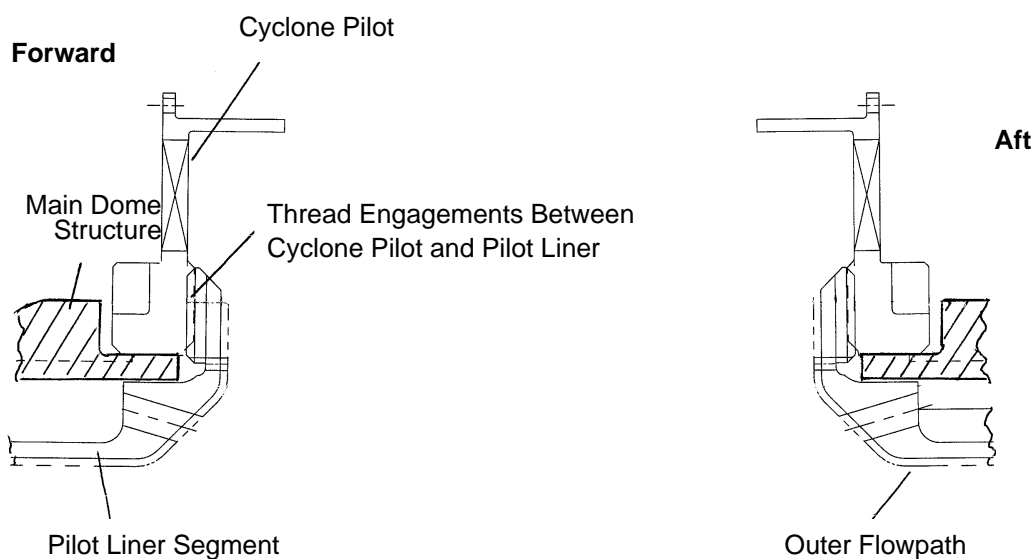 Cyclone Pilot
Forward
Aft
Main Dome
Structure
Thread Engagements Between
Cyclone Pilot and Pilot Liner
Pilot Liner Segment
Outer Flowpath